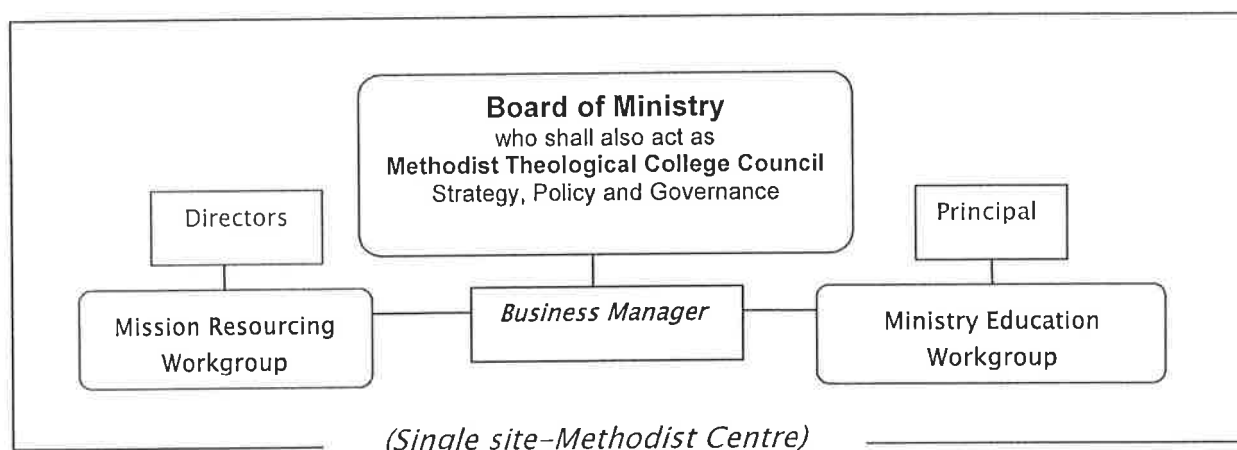 Board of Ministry
who shall also act as
Methodist Theological College Council
Strategy, Policy and Governance
Directors
Principal
Mission Resourcing
Workgroup
Business Manager
Ministry Education
Workgroup
(Single site-Methodist Centre)